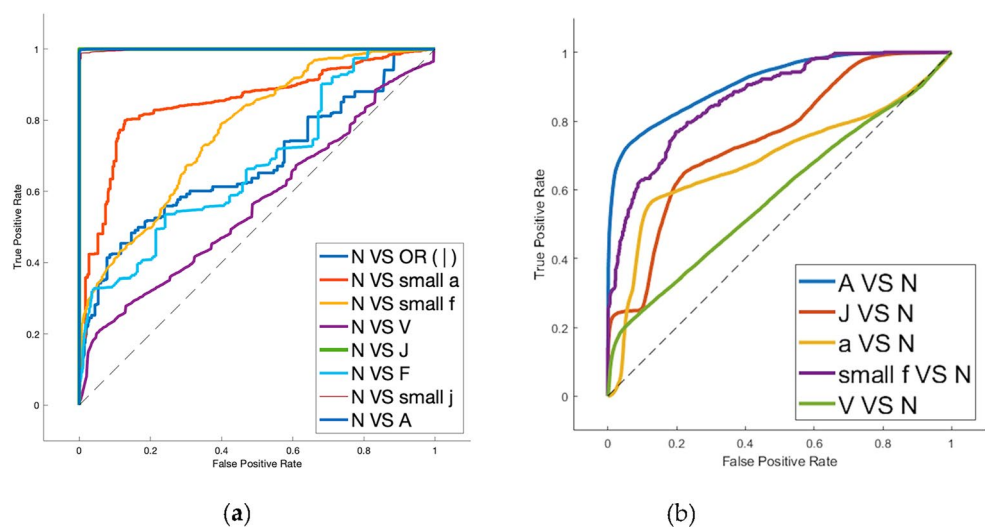 1
0.8
0.6
0.4
0.2
0
0
0.2
0.4
0.6
0.8
1
True Positive Rate
False Positive Rate
N VS OR (|)
N VS small a
N VS small f
N VS V
N VS J
N VS F
N VS small j
N VS A
(a)
1
0.8
0.6
0.4
0.2
0
0
0.2
0.4
0.6
0.8
1
True Positive Rate
False Positive Rate
A VS N
J VS N
a VS N
small f VS N
V VS N
(b)